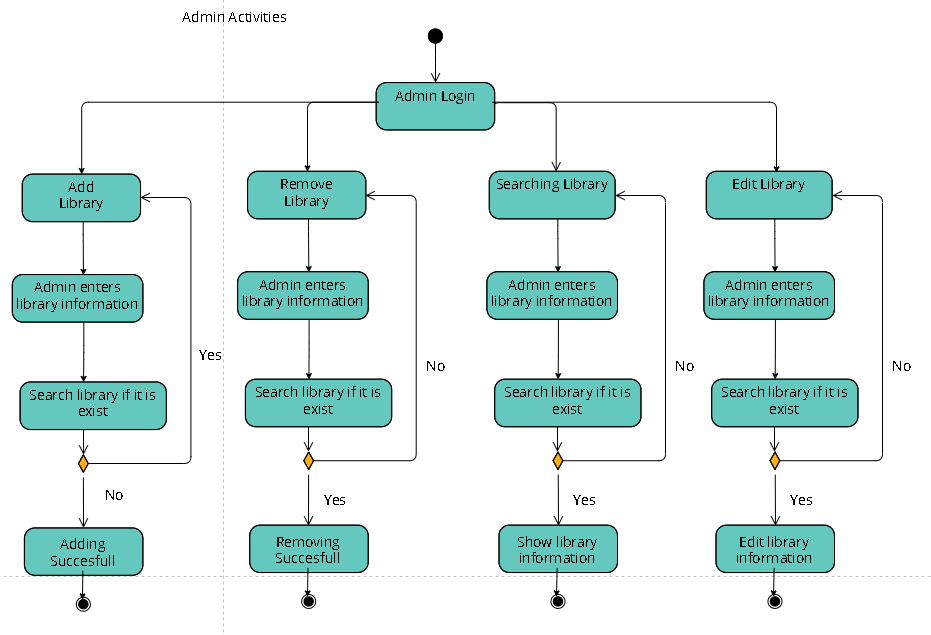 Admin Activities
Admin Login
Add
Library
Remove
Library
Searching Library
Edit Library
Admin enters
library information
Admin enters
library information
Admin enters
library information
Admin enters
library information
Yes
No
No
No
Search library if it is
exist
Search library if it is
exist
Search library if it is
exist
Search library if it is
exist
No
Yes
Yes
Yes
Adding
Succesfull
Removing
Succesfull
Show library
information
Edit library
information